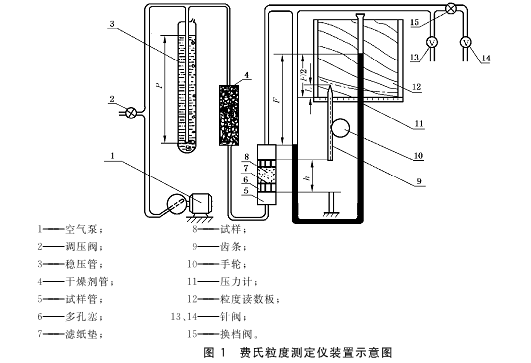 15
3
P
4
F
F/2
13
14
12
2
11
10
8
7
6
5
h
9
1
1——空气泵;
2——调压阀;
3——稳压管;
4——干燥剂管;
5——试样管;
6——多孔塞;
7——滤纸垫;
8——试样;
9——齿条;
10——手轮;
11——压力计;
12——粒度读数板;
13、14——针阀;
15——换档阀。
图 1 费氏粒度测定仪装置示意图